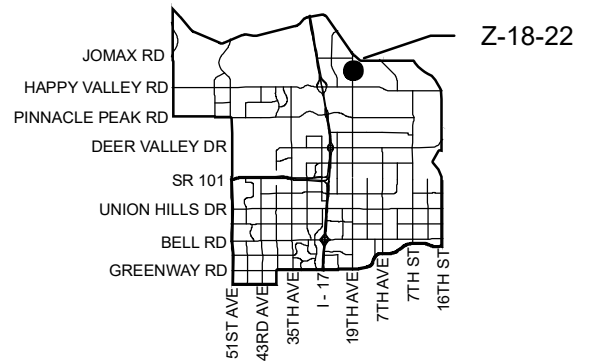 Z-18-22
JOMAX RD
HAPPY VALLEY RD
PINNACLE PEAK RD
DEER VALLEY DR
SR 101
UNION HILLS DR
BELL RD
GREENWAY RD
51ST AVE
43RD AVE
35TH AVE
I - 17
19TH AVE
7TH AVE
7TH ST
16TH ST